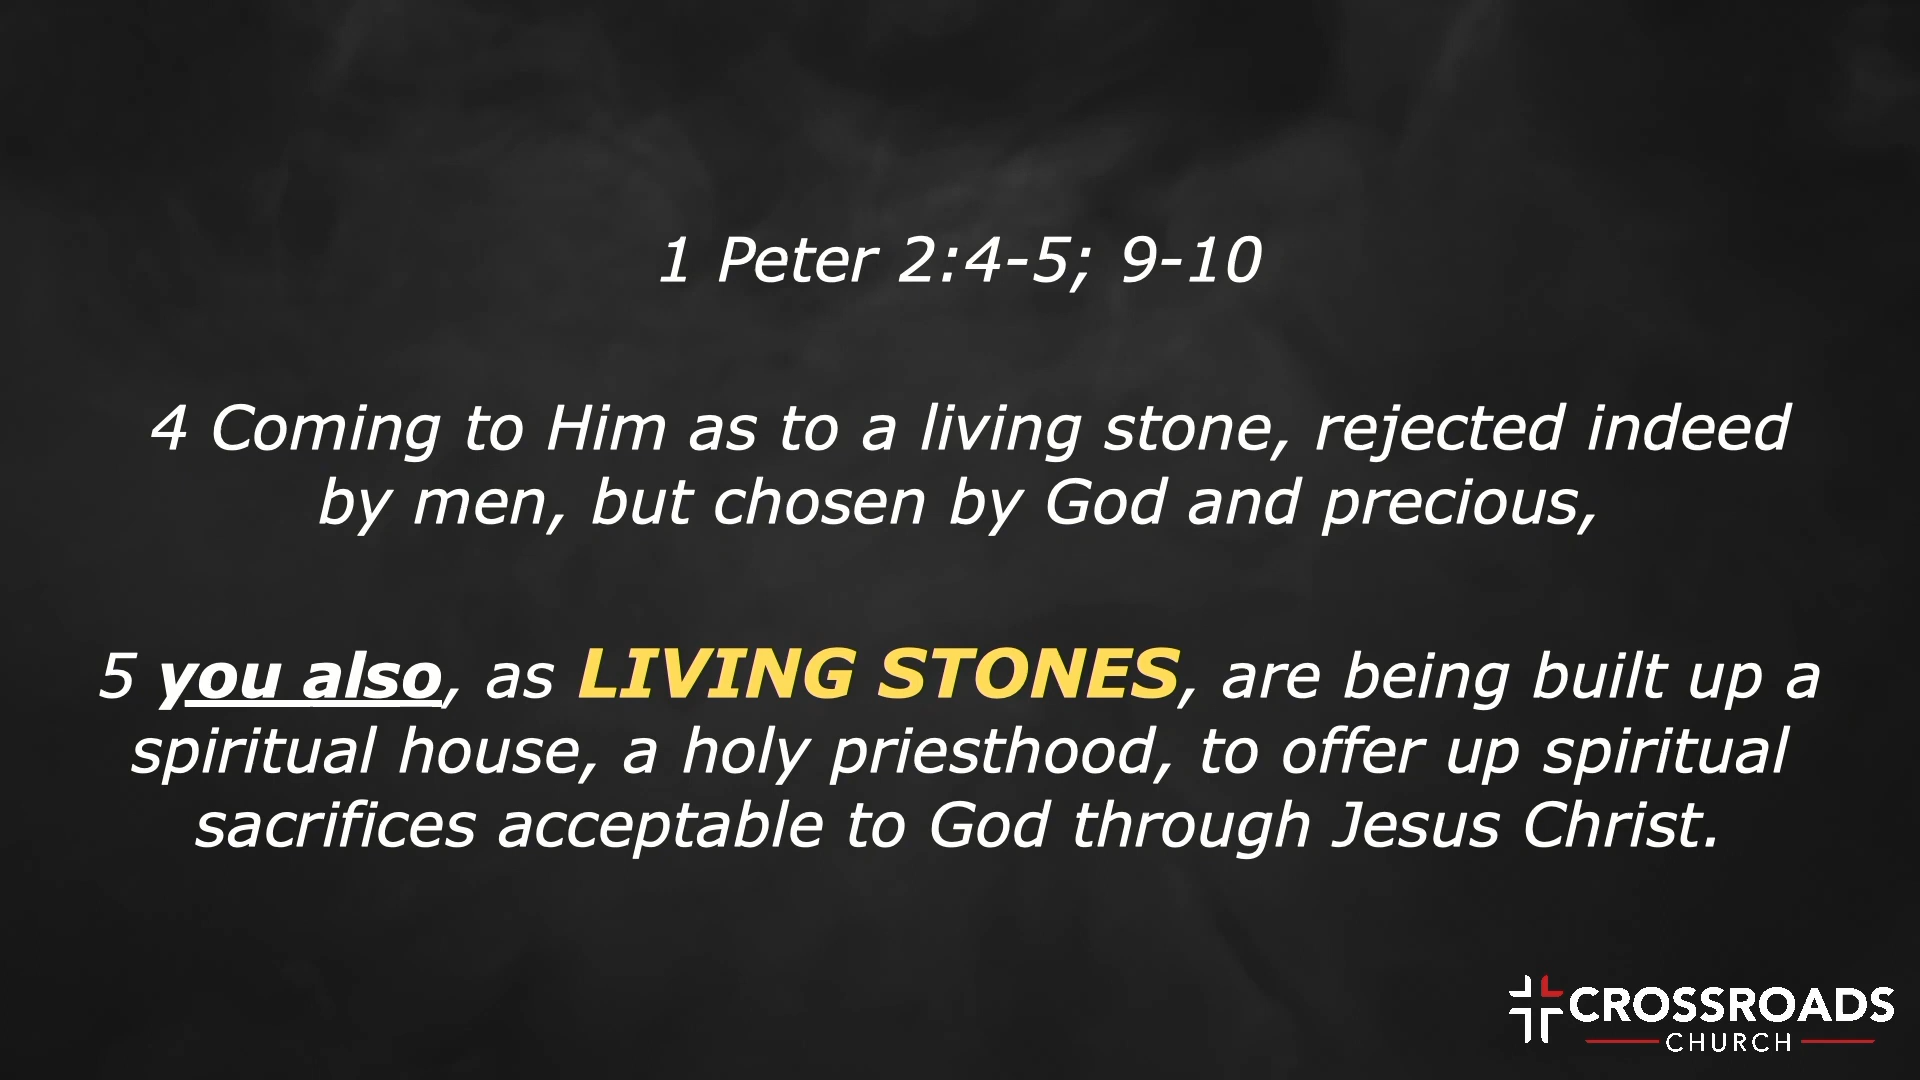 1 Peter 2:4-5; 9-10
4 Coming to Him as to a living stone, rejected indeed
by men, but chosen by God and precious,
5 you also, as LIVING STONES, are being built up a
spiritual house, a holy priesthood, to offer up spiritual
sacrifices acceptable to God through Jesus Christ.
CROSSROADS
CHURCH